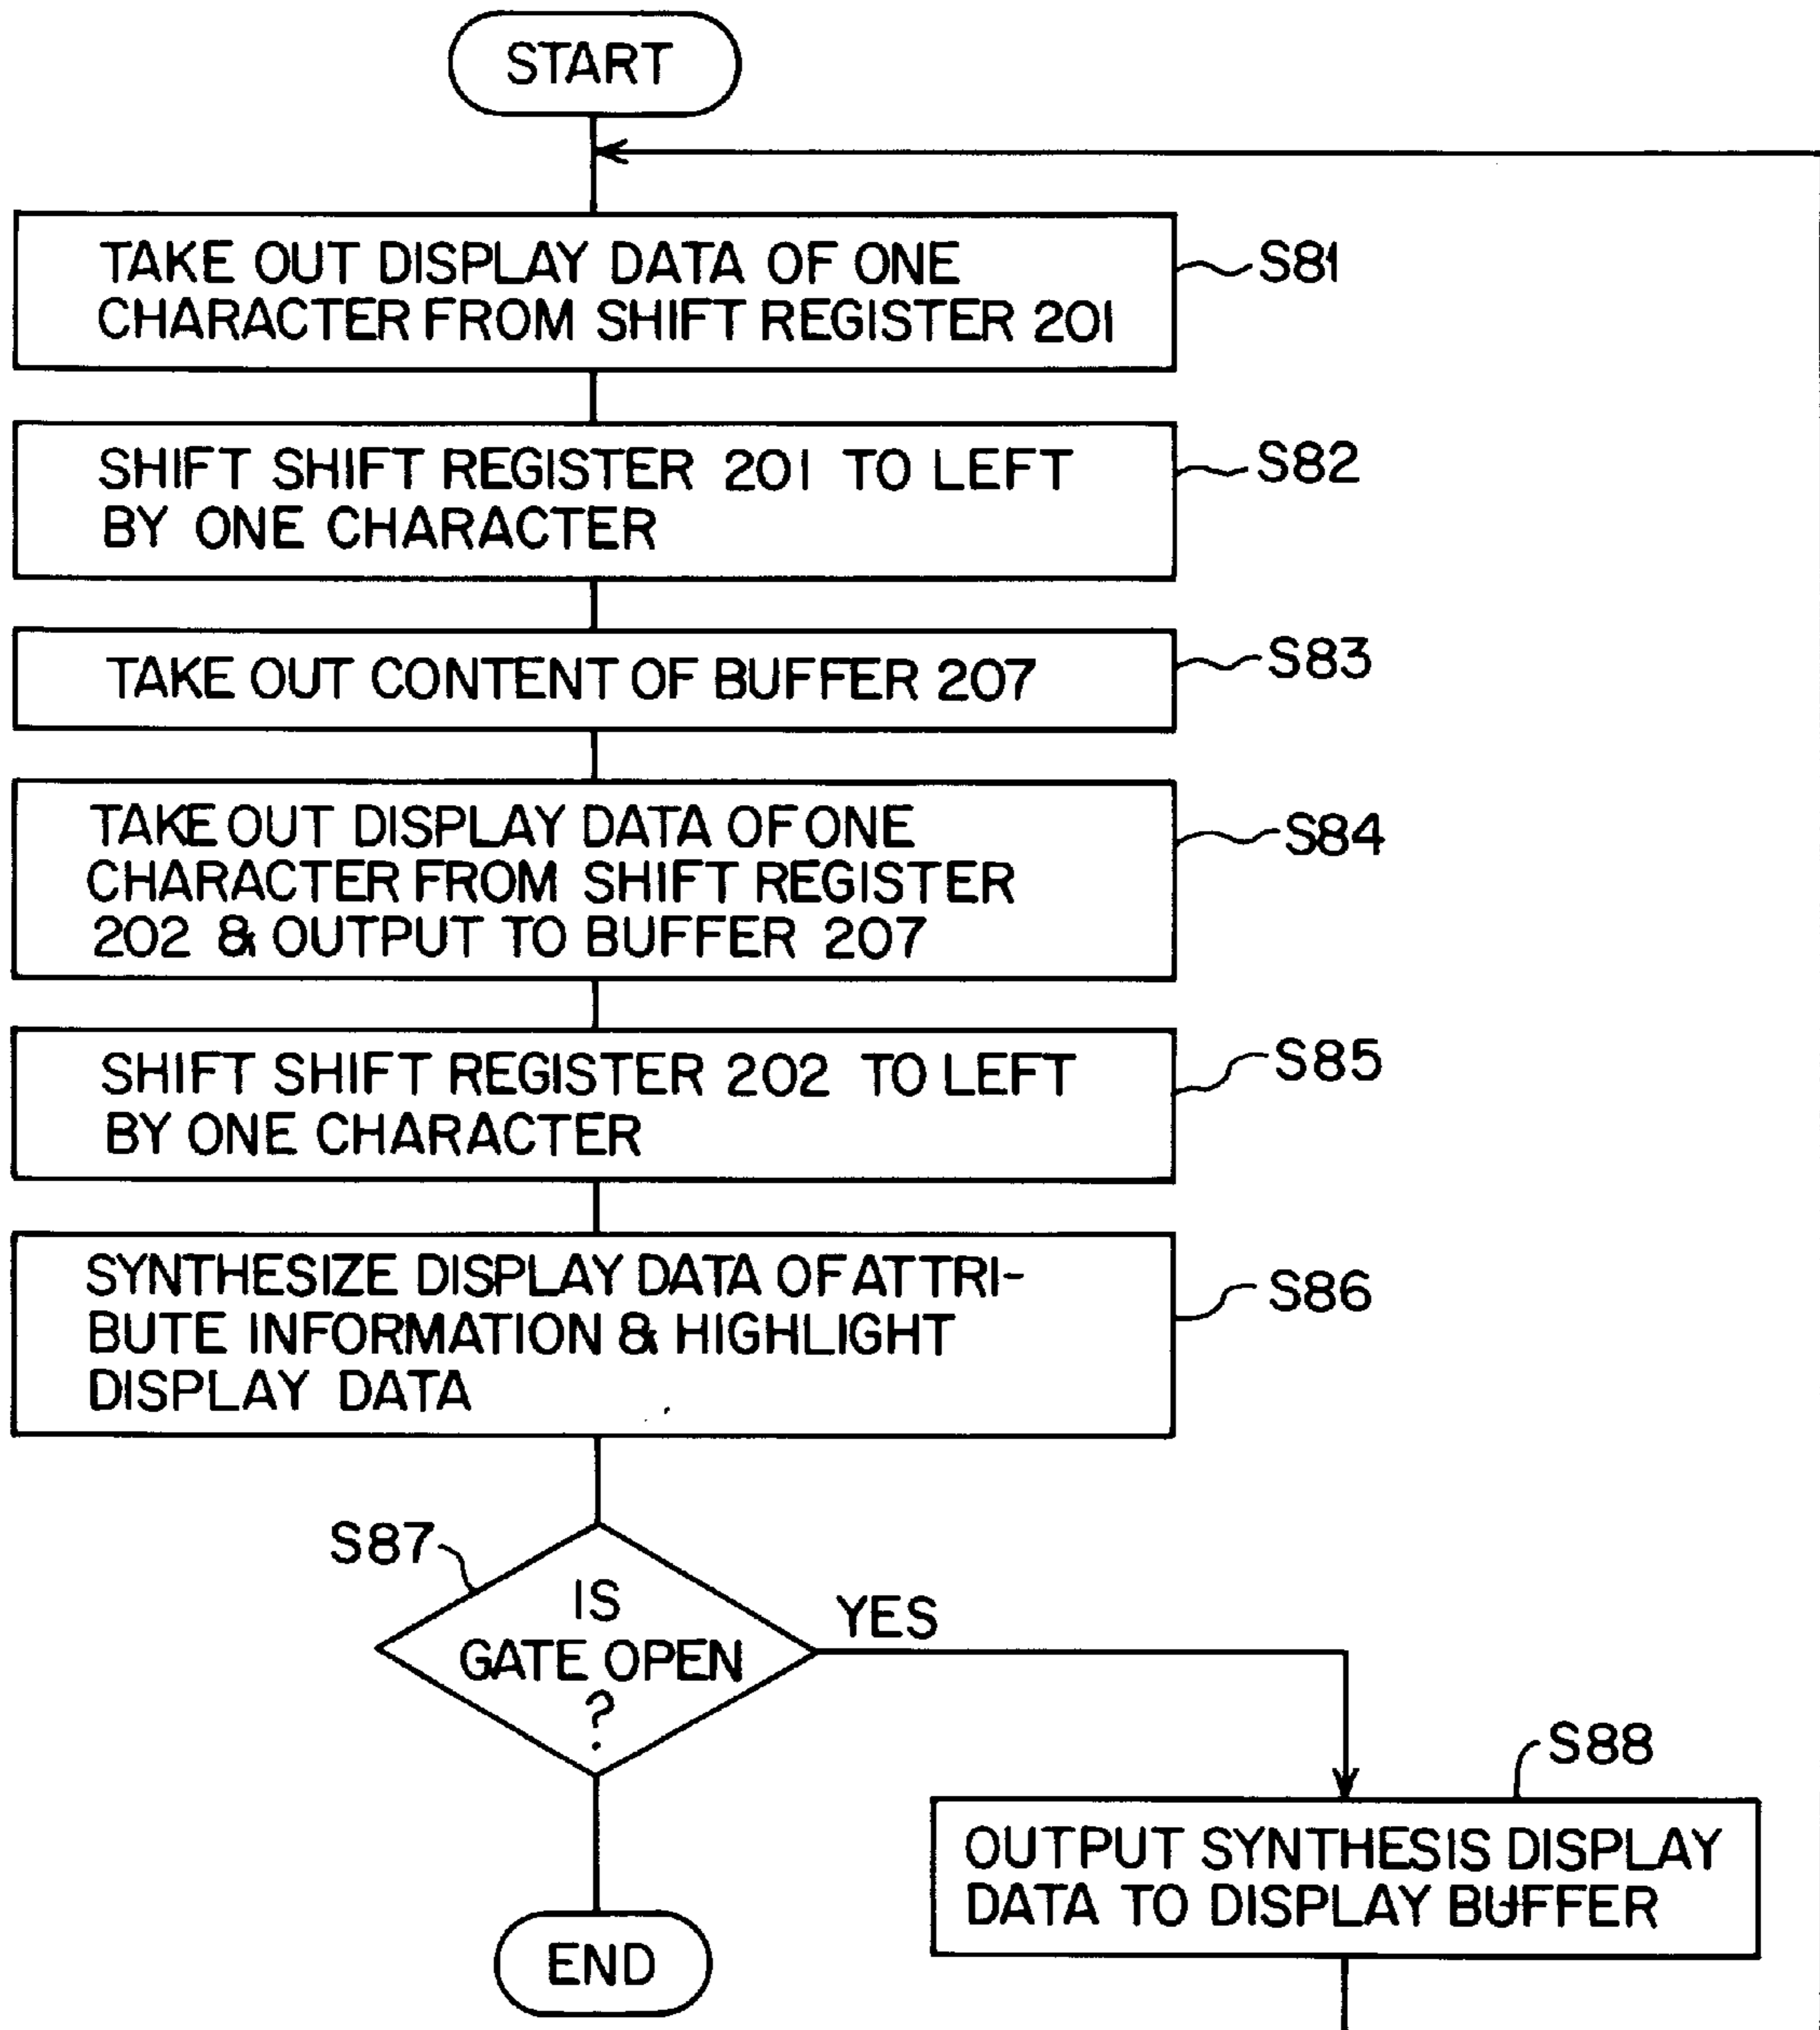 START
TAKE OUT DISPLAY DATA OF ONE
CHARACTER FROM SHIFT REGISTER 201
S81
SHIFT SHIFT REGISTER 201 TO LEFT
BY ONE CHARACTER
S82
TAKE OUT CONTENT OF BUFFER 207
S83
TAKE OUT DISPLAY DATA OF ONE
CHARACTER FROM SHIFT REGISTER
202 & OUTPUT TO BUFFER 207
S84
SHIFT SHIFT REGISTER 202 TO LEFT
BY ONE CHARACTER
S85
SYNTHESIZE DISPLAY DATA OF ATTRI-
BUTE INFORMATION & HIGHLIGHT
DISPLAY DATA
S86
S87
IS
GATE OPEN
?
YES
S88
OUTPUT SYNTHESIS DISPLAY
DATA TO DISPLAY BUFFER
END